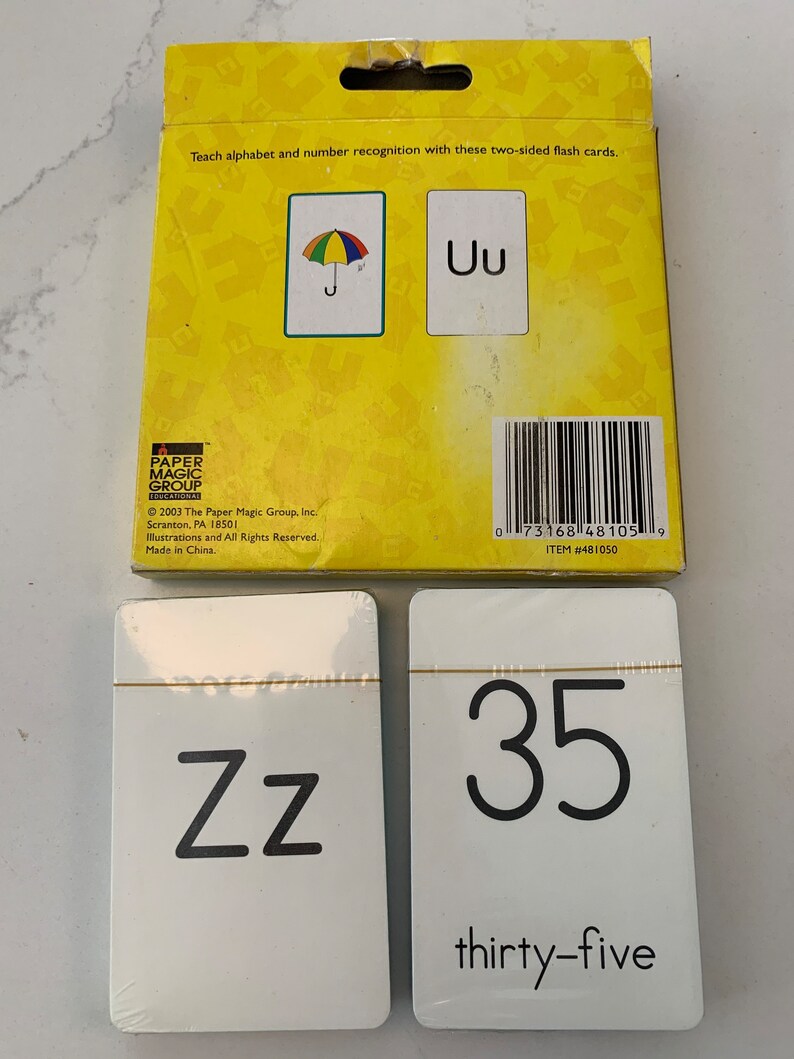 Teach alphabet and number recognition with these two-sided flash cards.
Uu
PAPER
MAGIC
GROUP
EDUCATIONAL
™
© 2003 The Paper Magic Group, Inc.
Scranton, PA 18501
Illustrations and All Rights Reserved.
Made in China.
0 73168 48105 9
ITEM #481050
Zz
35
thirty-five